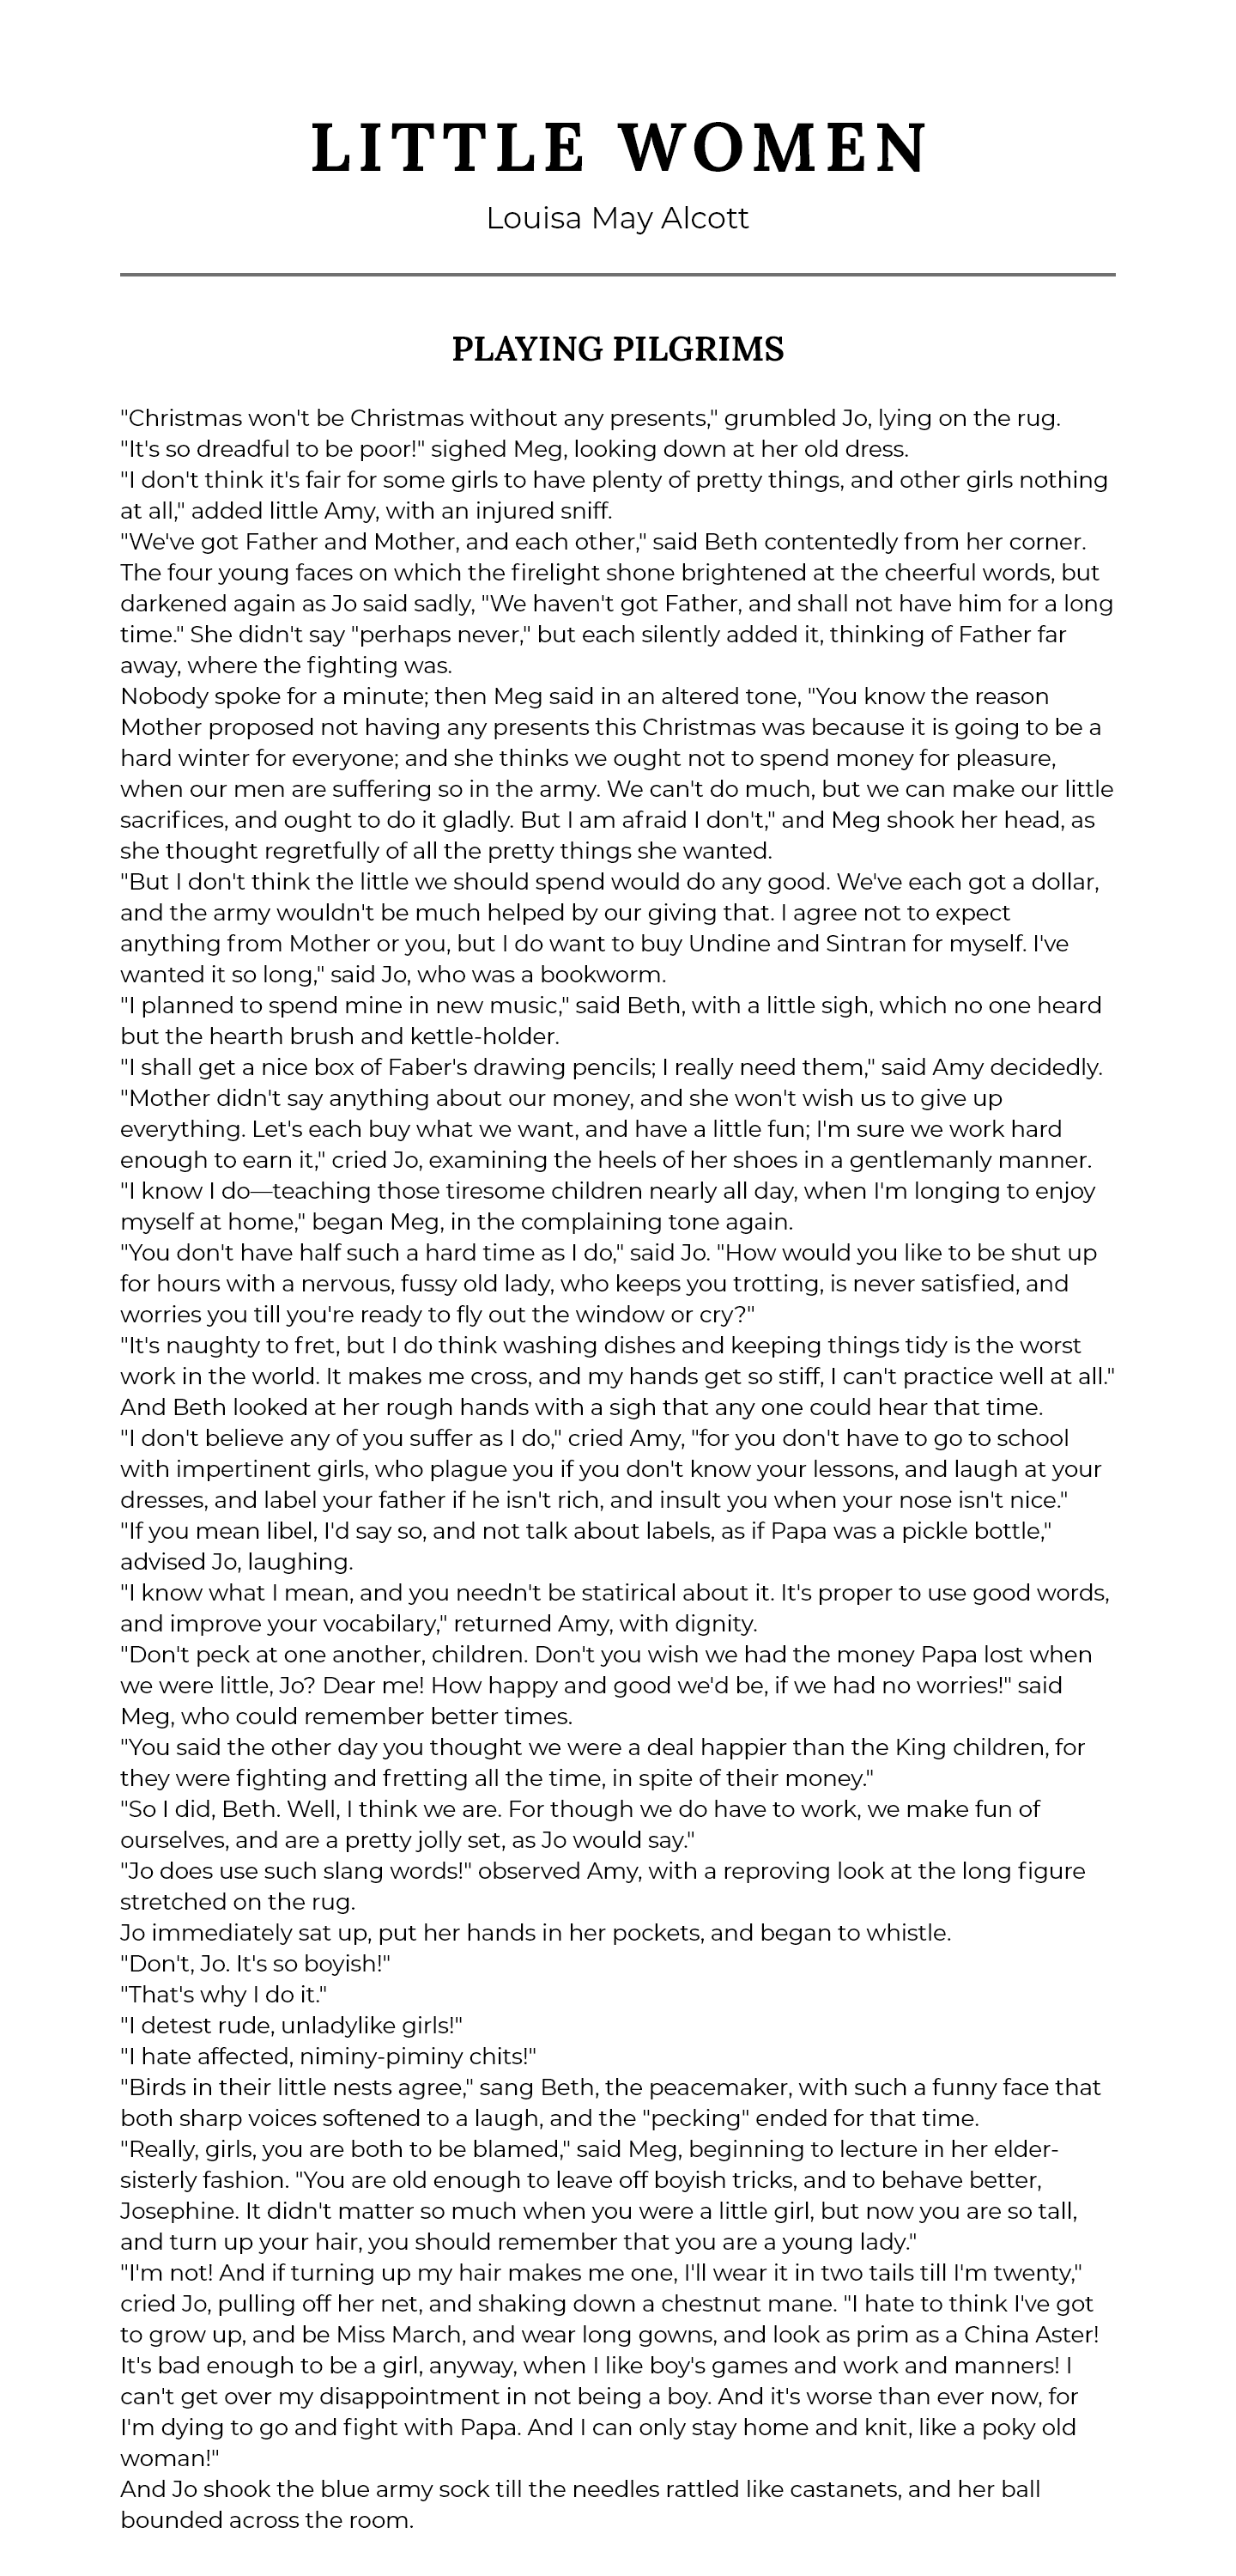 LITTLE WOMEN
Louisa May Alcott
PLAYING PILGRIMS
"Christmas won't be Christmas without any presents," grumbled Jo, lying on the rug.
"It's so dreadful to be poor!" sighed Meg, looking down at her old dress.
"I don't think it's fair for some girls to have plenty of pretty things, and other girls nothing
at all," added little Amy, with an injured sniff.
"We've got Father and Mother, and each other," said Beth contentedly from her corner.
The four young faces on which the firelight shone brightened at the cheerful words, but
darkened again as Jo said sadly, "We haven't got Father, and shall not have him for a long
time." She didn't say "perhaps never," but each silently added it, thinking of Father far
away, where the fighting was.
Nobody spoke for a minute; then Meg said in an altered tone, "You know the reason
Mother proposed not having any presents this Christmas was because it is going to be a
hard winter for everyone; and she thinks we ought not to spend money for pleasure,
when our men are suffering so in the army. We can't do much, but we can make our little
sacrifices, and ought to do it gladly. But I am afraid I don't," and Meg shook her head, as
she thought regretfully of all the pretty things she wanted.
"But I don't think the little we should spend would do any good. We've each got a dollar,
and the army wouldn't be much helped by our giving that. I agree not to expect
anything from Mother or you, but I do want to buy Undine and Sintran for myself. I've
wanted it so long," said Jo, who was a bookworm.
"I planned to spend mine in new music," said Beth, with a little sigh, which no one heard
but the hearth brush and kettle-holder.
"I shall get a nice box of Faber's drawing pencils; I really need them," said Amy decidedly.
"Mother didn't say anything about our money, and she won't wish us to give up
everything. Let's each buy what we want, and have a little fun; I'm sure we work hard
enough to earn it," cried Jo, examining the heels of her shoes in a gentlemanly manner.
"I know I do—teaching those tiresome children nearly all day, when I'm longing to enjoy
myself at home," began Meg, in the complaining tone again.
"You don't have half such a hard time as I do," said Jo. "How would you like to be shut up
for hours with a nervous, fussy old lady, who keeps you trotting, is never satisfied, and
worries you till you're ready to fly out the window or cry?"
"It's naughty to fret, but I do think washing dishes and keeping things tidy is the worst
work in the world. It makes me cross, and my hands get so stiff, I can't practice well at all."
And Beth looked at her rough hands with a sigh that any one could hear that time.
"I don't believe any of you suffer as I do," cried Amy, "for you don't have to go to school
with impertinent girls, who plague you if you don't know your lessons, and laugh at your
dresses, and label your father if he isn't rich, and insult you when your nose isn't nice."
"If you mean libel, I'd say so, and not talk about labels, as if Papa was a pickle bottle,"
advised Jo, laughing.
"I know what I mean, and you needn't be statirical about it. It's proper to use good words,
and improve your vocabilary," returned Amy, with dignity.
"Don't peck at one another, children. Don't you wish we had the money Papa lost when
we were little, Jo? Dear me! How happy and good we'd be, if we had no worries!" said
Meg, who could remember better times.
"You said the other day you thought we were a deal happier than the King children, for
they were fighting and fretting all the time, in spite of their money."
"So I did, Beth. Well, I think we are. For though we do have to work, we make fun of
ourselves, and are a pretty jolly set, as Jo would say."
"Jo does use such slang words!" observed Amy, with a reproving look at the long figure
stretched on the rug.
Jo immediately sat up, put her hands in her pockets, and began to whistle.
"Don't, Jo. It's so boyish!"
"That's why I do it."
"I detest rude, unladylike girls!"
"I hate affected, niminy-piminy chits!"
"Birds in their little nests agree," sang Beth, the peacemaker, with such a funny face that
both sharp voices softened to a laugh, and the "pecking" ended for that time.
"Really, girls, you are both to be blamed," said Meg, beginning to lecture in her elder-
sisterly fashion. "You are old enough to leave off boyish tricks, and to behave better,
Josephine. It didn't matter so much when you were a little girl, but now you are so tall,
and turn up your hair, you should remember that you are a young lady."
"I'm not! And if turning up my hair makes me one, I'll wear it in two tails till I'm twenty,"
cried Jo, pulling off her net, and shaking down a chestnut mane. "I hate to think I've got
to grow up, and be Miss March, and wear long gowns, and look as prim as a China Aster!
It's bad enough to be a girl, anyway, when I like boy's games and work and manners! I
can't get over my disappointment in not being a boy. And it's worse than ever now, for
I'm dying to go and fight with Papa. And I can only stay home and knit, like a poky old
woman!"
And Jo shook the blue army sock till the needles rattled like castanets, and her ball
bounded across the room.